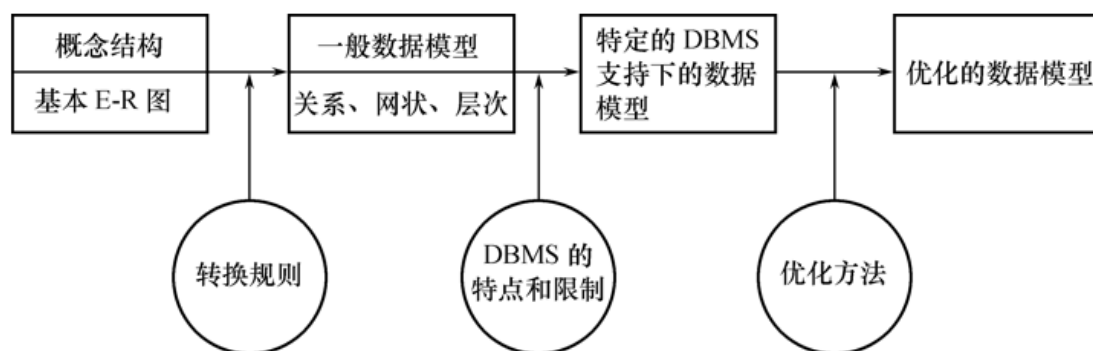 概念结构
基本 E-R 图
一般数据模型
关系、网状、层次
特定的 DBMS
支持下的数据
模型
优化的数据模型
转换规则
DBMS 的
特点和限制
优化方法